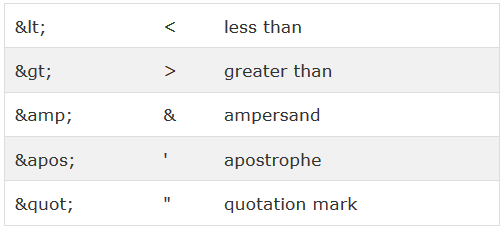 &lt; < less than
&gt; > greater than
&amp; & ampersand
&apos; ' apostrophe
&quot; " quotation mark